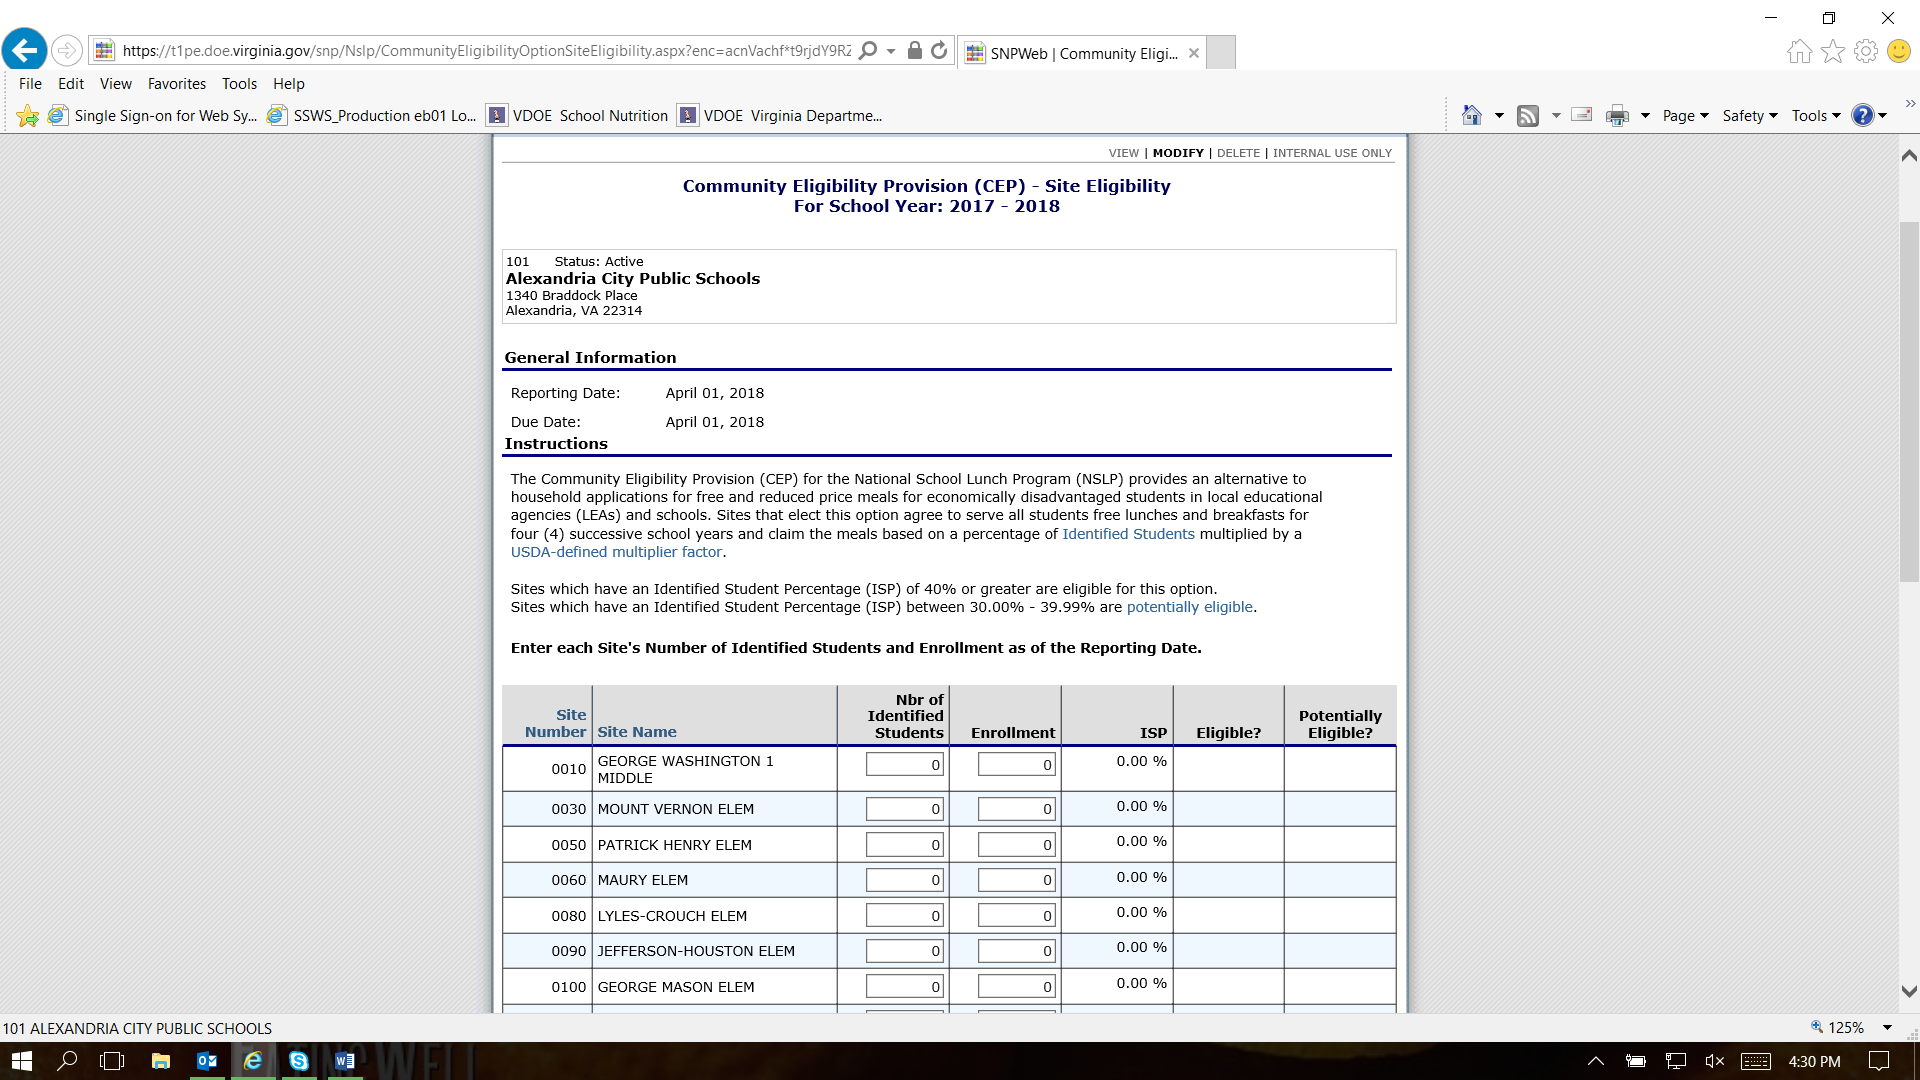 https://t1pe.doe.virginia.gov/snp/Nslp/CommunityEligibilityOptionSiteEligibility.aspx?enc=acnVachf*t9rjdY9RZ
SNPWeb | Community Eligi...
File Edit View Favorites Tools Help
Single Sign-on for Web Sy... SSWS_Production eb01 Lo... VDOE School Nutrition VDOE Virginia Departme...
Page Safety Tools
VIEW | MODIFY | DELETE | INTERNAL USE ONLY
Community Eligibility Provision (CEP) - Site Eligibility
For School Year: 2017 - 2018
101 Status: Active
Alexandria City Public Schools
1340 Braddock Place
Alexandria, VA 22314
General Information
Reporting Date: April 01, 2018
Due Date: April 01, 2018
Instructions
The Community Eligibility Provision (CEP) for the National School Lunch Program (NSLP) provides an alternative to
household applications for free and reduced price meals for economically disadvantaged students in local educational
agencies (LEAs) and schools. Sites that elect this option agree to serve all students free lunches and breakfasts for
four (4) successive school years and claim the meals based on a percentage of Identified Students multiplied by a
USDA-defined multiplier factor.
Sites which have an Identified Student Percentage (ISP) of 40% or greater are eligible for this option.
Sites which have an Identified Student Percentage (ISP) between 30.00% - 39.99% are potentially eligible.
Enter each Site's Number of Identified Students and Enrollment as of the Reporting Date.
Site Number Site Name Nbr of Identified Students Enrollment ISP Eligible? Potentially Eligible?
0010 GEORGE WASHINGTON 1 MIDDLE 0 0 0.00 %
0030 MOUNT VERNON ELEM 0 0 0.00 %
0050 PATRICK HENRY ELEM 0 0 0.00 %
0060 MAURY ELEM 0 0 0.00 %
0080 LYLES-CROUCH ELEM 0 0 0.00 %
0090 JEFFERSON-HOUSTON ELEM 0 0 0.00 %
0100 GEORGE MASON ELEM 0 0 0.00 %
101 ALEXANDRIA CITY PUBLIC SCHOOLS
125%
4:30 PM